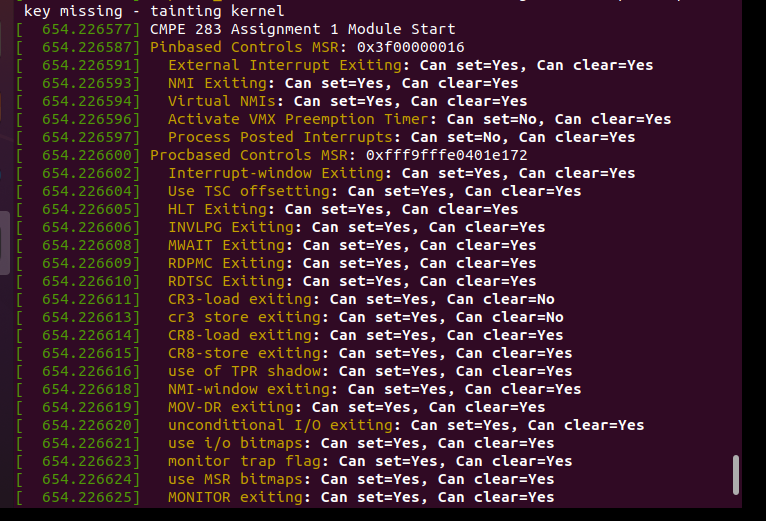 key missing - tainting kernel
[  654.226577] CMPE 283 Assignment 1 Module Start
[  654.226587] Pinbased Controls MSR: 0x3f00000016
[  654.226591]   External Interrupt Exiting: Can set=Yes, Can clear=Yes
[  654.226593]   NMI Exiting: Can set=Yes, Can clear=Yes
[  654.226594]   Virtual NMIs: Can set=Yes, Can clear=Yes
[  654.226596]   Activate VMX Preemption Timer: Can set=No, Can clear=Yes
[  654.226597]   Process Posted Interrupts: Can set=No, Can clear=Yes
[  654.226600] Procbased Controls MSR: 0xfff9fffe0401e172
[  654.226602]   Interrupt-window Exiting: Can set=Yes, Can clear=Yes
[  654.226604]   Use TSC offsetting: Can set=Yes, Can clear=Yes
[  654.226605]   HLT Exiting: Can set=Yes, Can clear=Yes
[  654.226606]   INVLPG Exiting: Can set=Yes, Can clear=Yes
[  654.226608]   MWAIT Exiting: Can set=Yes, Can clear=Yes
[  654.226609]   RDPMC Exiting: Can set=Yes, Can clear=Yes
[  654.226610]   RDTSC Exiting: Can set=Yes, Can clear=Yes
[  654.226611]   CR3-load exiting: Can set=Yes, Can clear=No
[  654.226613]   cr3 store exiting: Can set=Yes, Can clear=No
[  654.226614]   CR8-load exiting: Can set=Yes, Can clear=Yes
[  654.226615]   CR8-store exiting: Can set=Yes, Can clear=Yes
[  654.226616]   use of TPR shadow: Can set=Yes, Can clear=Yes
[  654.226618]   NMI-window exiting: Can set=Yes, Can clear=Yes
[  654.226619]   MOV-DR exiting: Can set=Yes, Can clear=Yes
[  654.226620]   unconditional I/O exiting: Can set=Yes, Can clear=Yes
[  654.226621]   use i/o bitmaps: Can set=Yes, Can clear=Yes
[  654.226623]   monitor trap flag: Can set=Yes, Can clear=Yes
[  654.226624]   use MSR bitmaps: Can set=Yes, Can clear=Yes
[  654.226625]   MONITOR exiting: Can set=Yes, Can clear=Yes